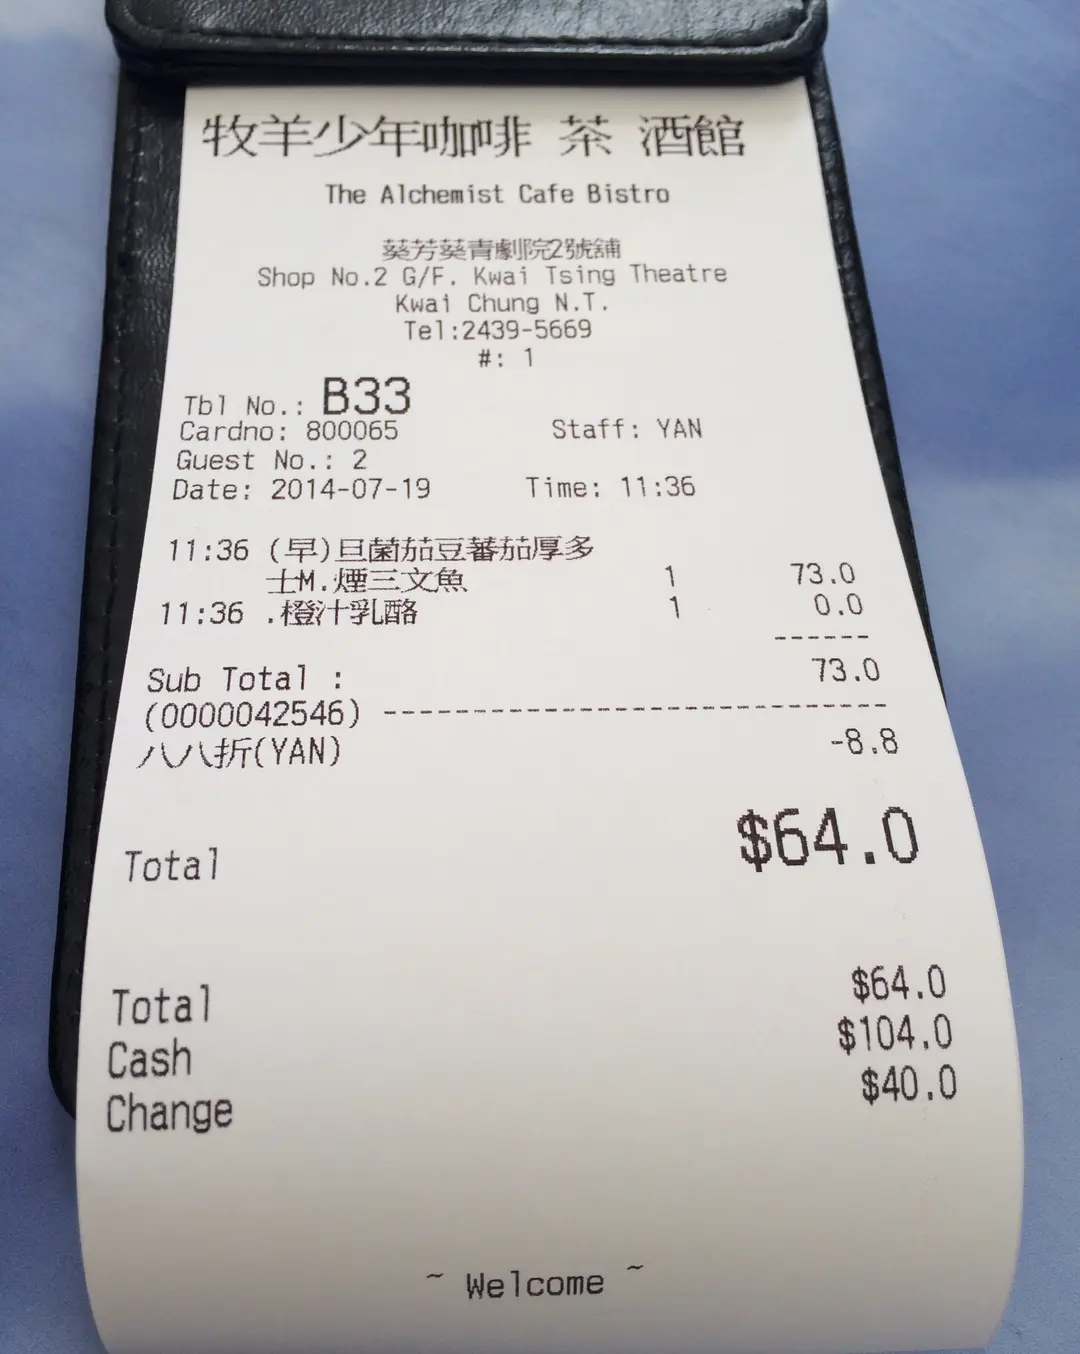 牧羊少年咖啡 茶 酒館
The Alchemist Cafe Bistro
葵芳葵青劇院2號舖
Shop No.2 G/F. Kwai Tsing Theatre
Kwai Chung N.T.
Tel:2439-5669
#: 1
Tbl No.: B33
Cardno: 800065 Staff: YAN
Guest No.: 2
Date: 2014-07-19 Time: 11:36
11:36 (早)旦菌茄豆蕃茄厚多
士M.煙三文魚 1 73.0
11:36 .橙汁乳酪 1 0.0
------
Sub Total : 73.0
(0000042546) -----------------------------
八八折(YAN) -8.8
Total $64.0
Total $64.0
Cash $104.0
Change $40.0
~ Welcome ~